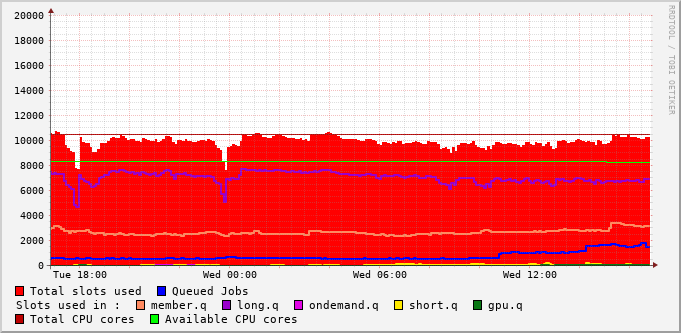 20000
18000
16000
14000
12000
10000
8000
6000
4000
2000
0
Tue 18:00 Wed 00:00 Wed 06:00 Wed 12:00
Total slots used Queued Jobs
Slots used in : member.q long.q ondemand.q short.q gpu.q
Total CPU cores Available CPU cores
RRDTOOL / TOBI OETIKER